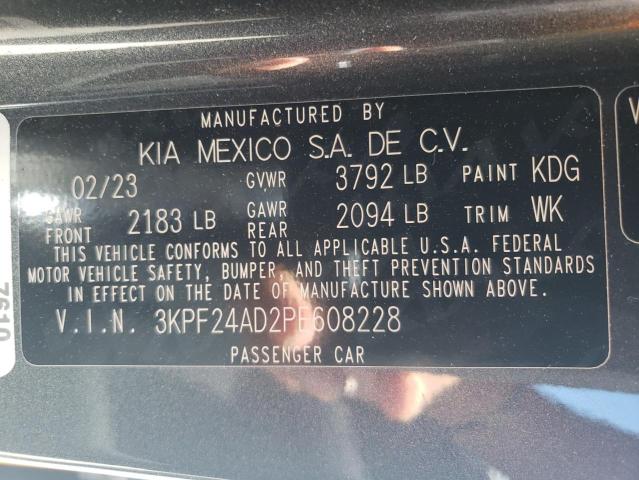 MANUFACTURED BY
KIA MEXICO S.A. DE C.V.
02/23 GVWR 3792 LB PAINT KDG
GAWR FRONT 2183 LB GAWR REAR 2094 LB TRIM WK
THIS VEHICLE CONFORMS TO ALL APPLICABLE U.S.A. FEDERAL
MOTOR VEHICLE SAFETY, BUMPER, AND THEFT PREVENTION STANDARDS
IN EFFECT ON THE DATE OF MANUFACTURE SHOWN ABOVE.
V.I.N. 3KPF24AD2PE608228
PASSENGER CAR